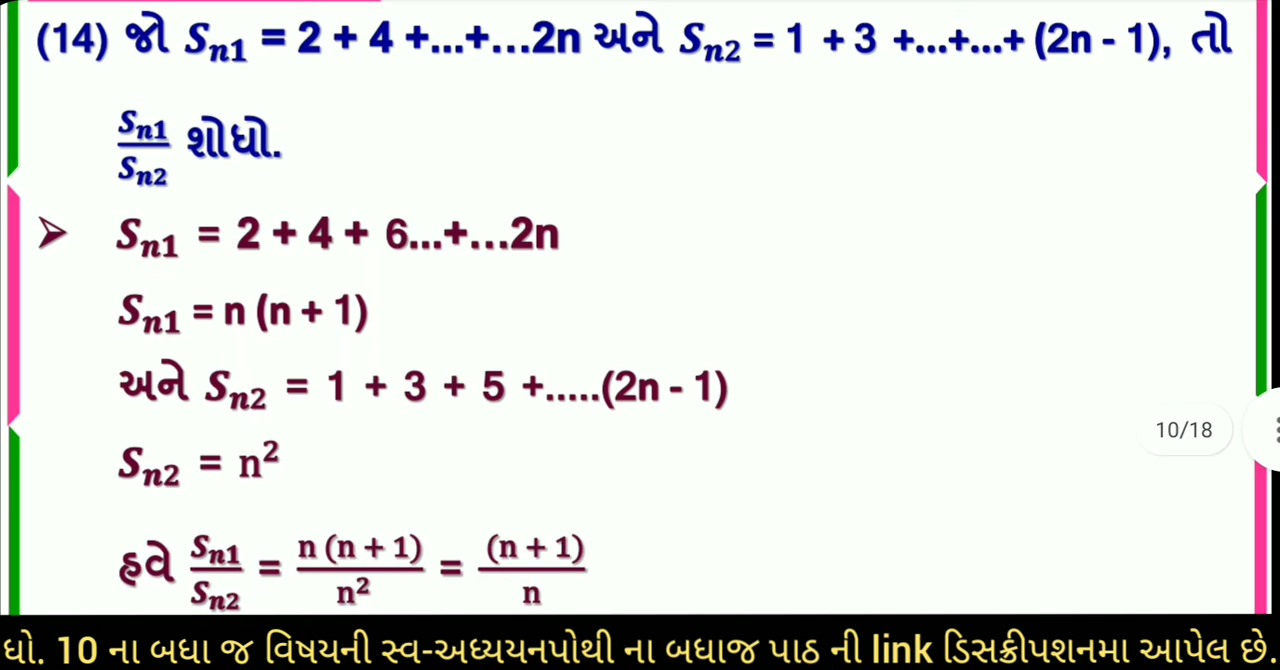 (14) જો Sn1 = 2 + 4 +...+...2n અને Sn2 = 1 + 3 +...+...+ (2n - 1), તો
Sn1/Sn2 શોધો.
➢ Sn1 = 2 + 4 + 6...+...2n
Sn1 = n (n + 1)
અને Sn2 = 1 + 3 + 5 +.....(2n - 1)
Sn2 = n²
હવે Sn1/Sn2 = n (n + 1)/n² = (n + 1)/n
10/18
ધો. 10 ના બધા જ વિષયની સ્વ-અધ્યયનપોથી ના બધાજ પાઠ ની link ડિસક્રીપશનમા આપેલ છે.